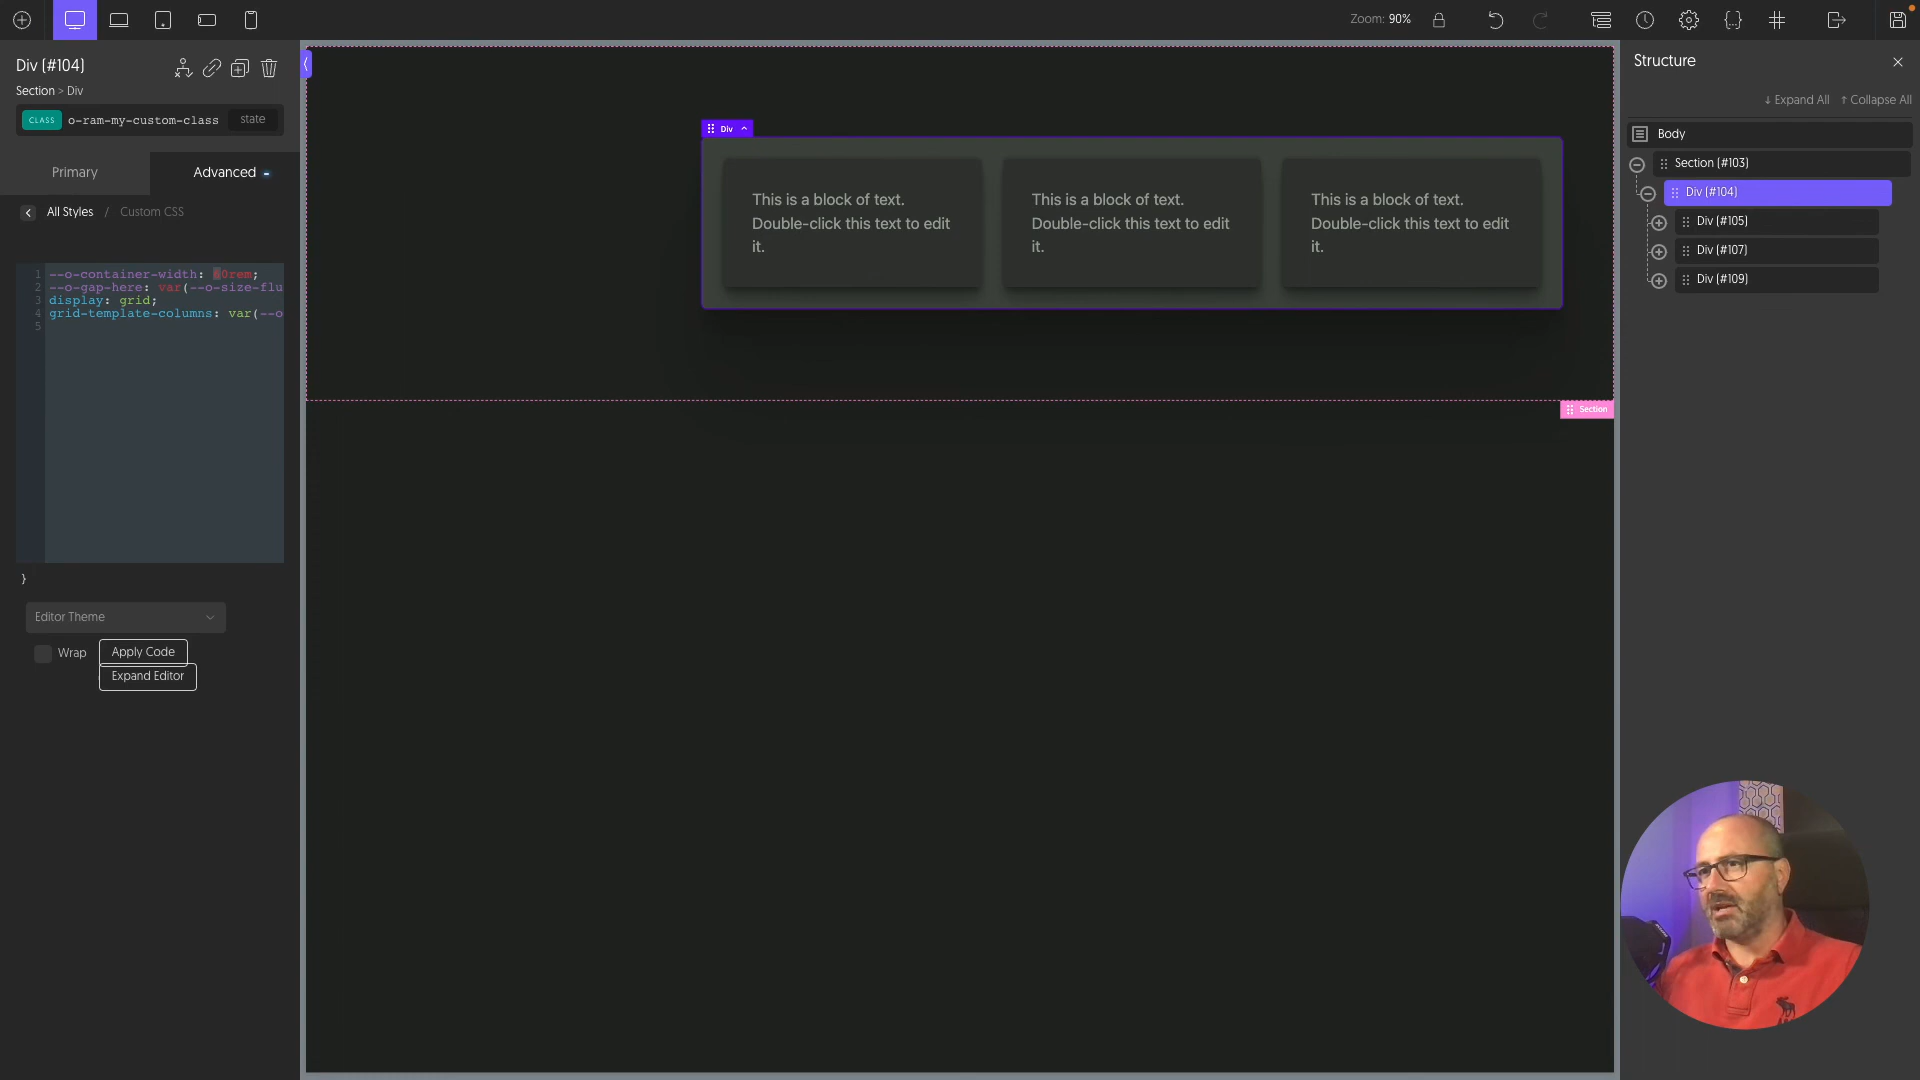 Zoom: 90%
Div (#104)
Section > Div
CLASS o-ram-my-custom-class state
Primary
Advanced
All Styles / Custom CSS
1 --o-container-width: 60rem;
2 --o-gap-here: var(--o-size-flu
3 display: grid;
4 grid-template-columns: var(--o
5
}
Editor Theme
Wrap
Apply Code
Expand Editor
Div
This is a block of text.
Double-click this text to edit
it.
This is a block of text.
Double-click this text to edit
it.
This is a block of text.
Double-click this text to edit
it.
Section
Structure
Expand All
Collapse All
Body
Section (#103)
Div (#104)
Div (#105)
Div (#107)
Div (#109)